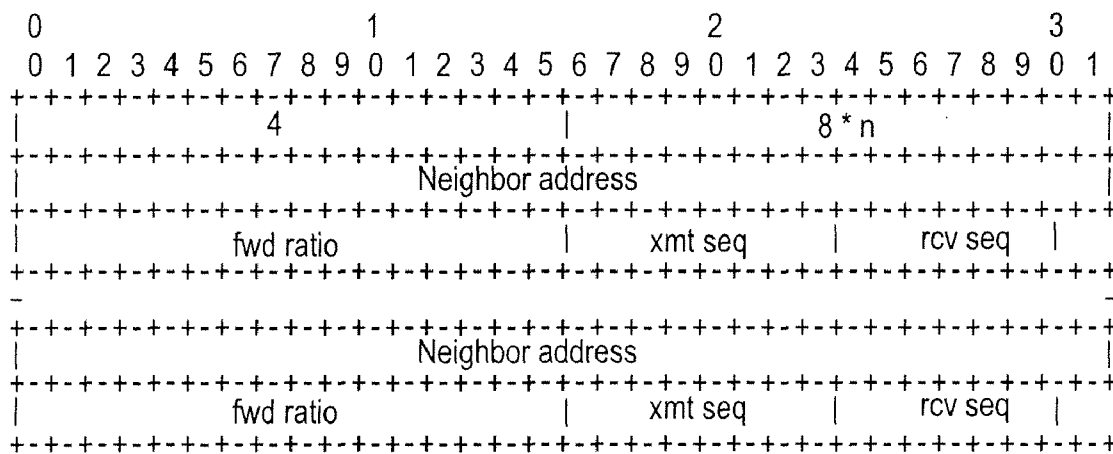 0 1 2 3
0 1 2 3 4 5 6 7 8 9 0 1 2 3 4 5 6 7 8 9 0 1 2 3 4 5 6 7 8 9 0 1
+-+-+-+-+-+-+-+-+-+-+-+-+-+-+-+-+-+-+-+-+-+-+-+-+-+-+-+-+-+-+-+-+
| 4 | 8 * n |
+-+-+-+-+-+-+-+-+-+-+-+-+-+-+-+-+-+-+-+-+-+-+-+-+-+-+-+-+-+-+-+-+
| Neighbor address |
+-+-+-+-+-+-+-+-+-+-+-+-+-+-+-+-+-+-+-+-+-+-+-+-+-+-+-+-+-+-+-+-+
| fwd ratio | xmt seq | rcv seq |
+-+-+-+-+-+-+-+-+-+-+-+-+-+-+-+-+-+-+-+-+-+-+-+-+-+-+-+-+-+-+-+-+
- -
+-+-+-+-+-+-+-+-+-+-+-+-+-+-+-+-+-+-+-+-+-+-+-+-+-+-+-+-+-+-+-+-+
| Neighbor address |
+-+-+-+-+-+-+-+-+-+-+-+-+-+-+-+-+-+-+-+-+-+-+-+-+-+-+-+-+-+-+-+-+
| fwd ratio | xmt seq | rcv seq |
+-+-+-+-+-+-+-+-+-+-+-+-+-+-+-+-+-+-+-+-+-+-+-+-+-+-+-+-+-+-+-+-+